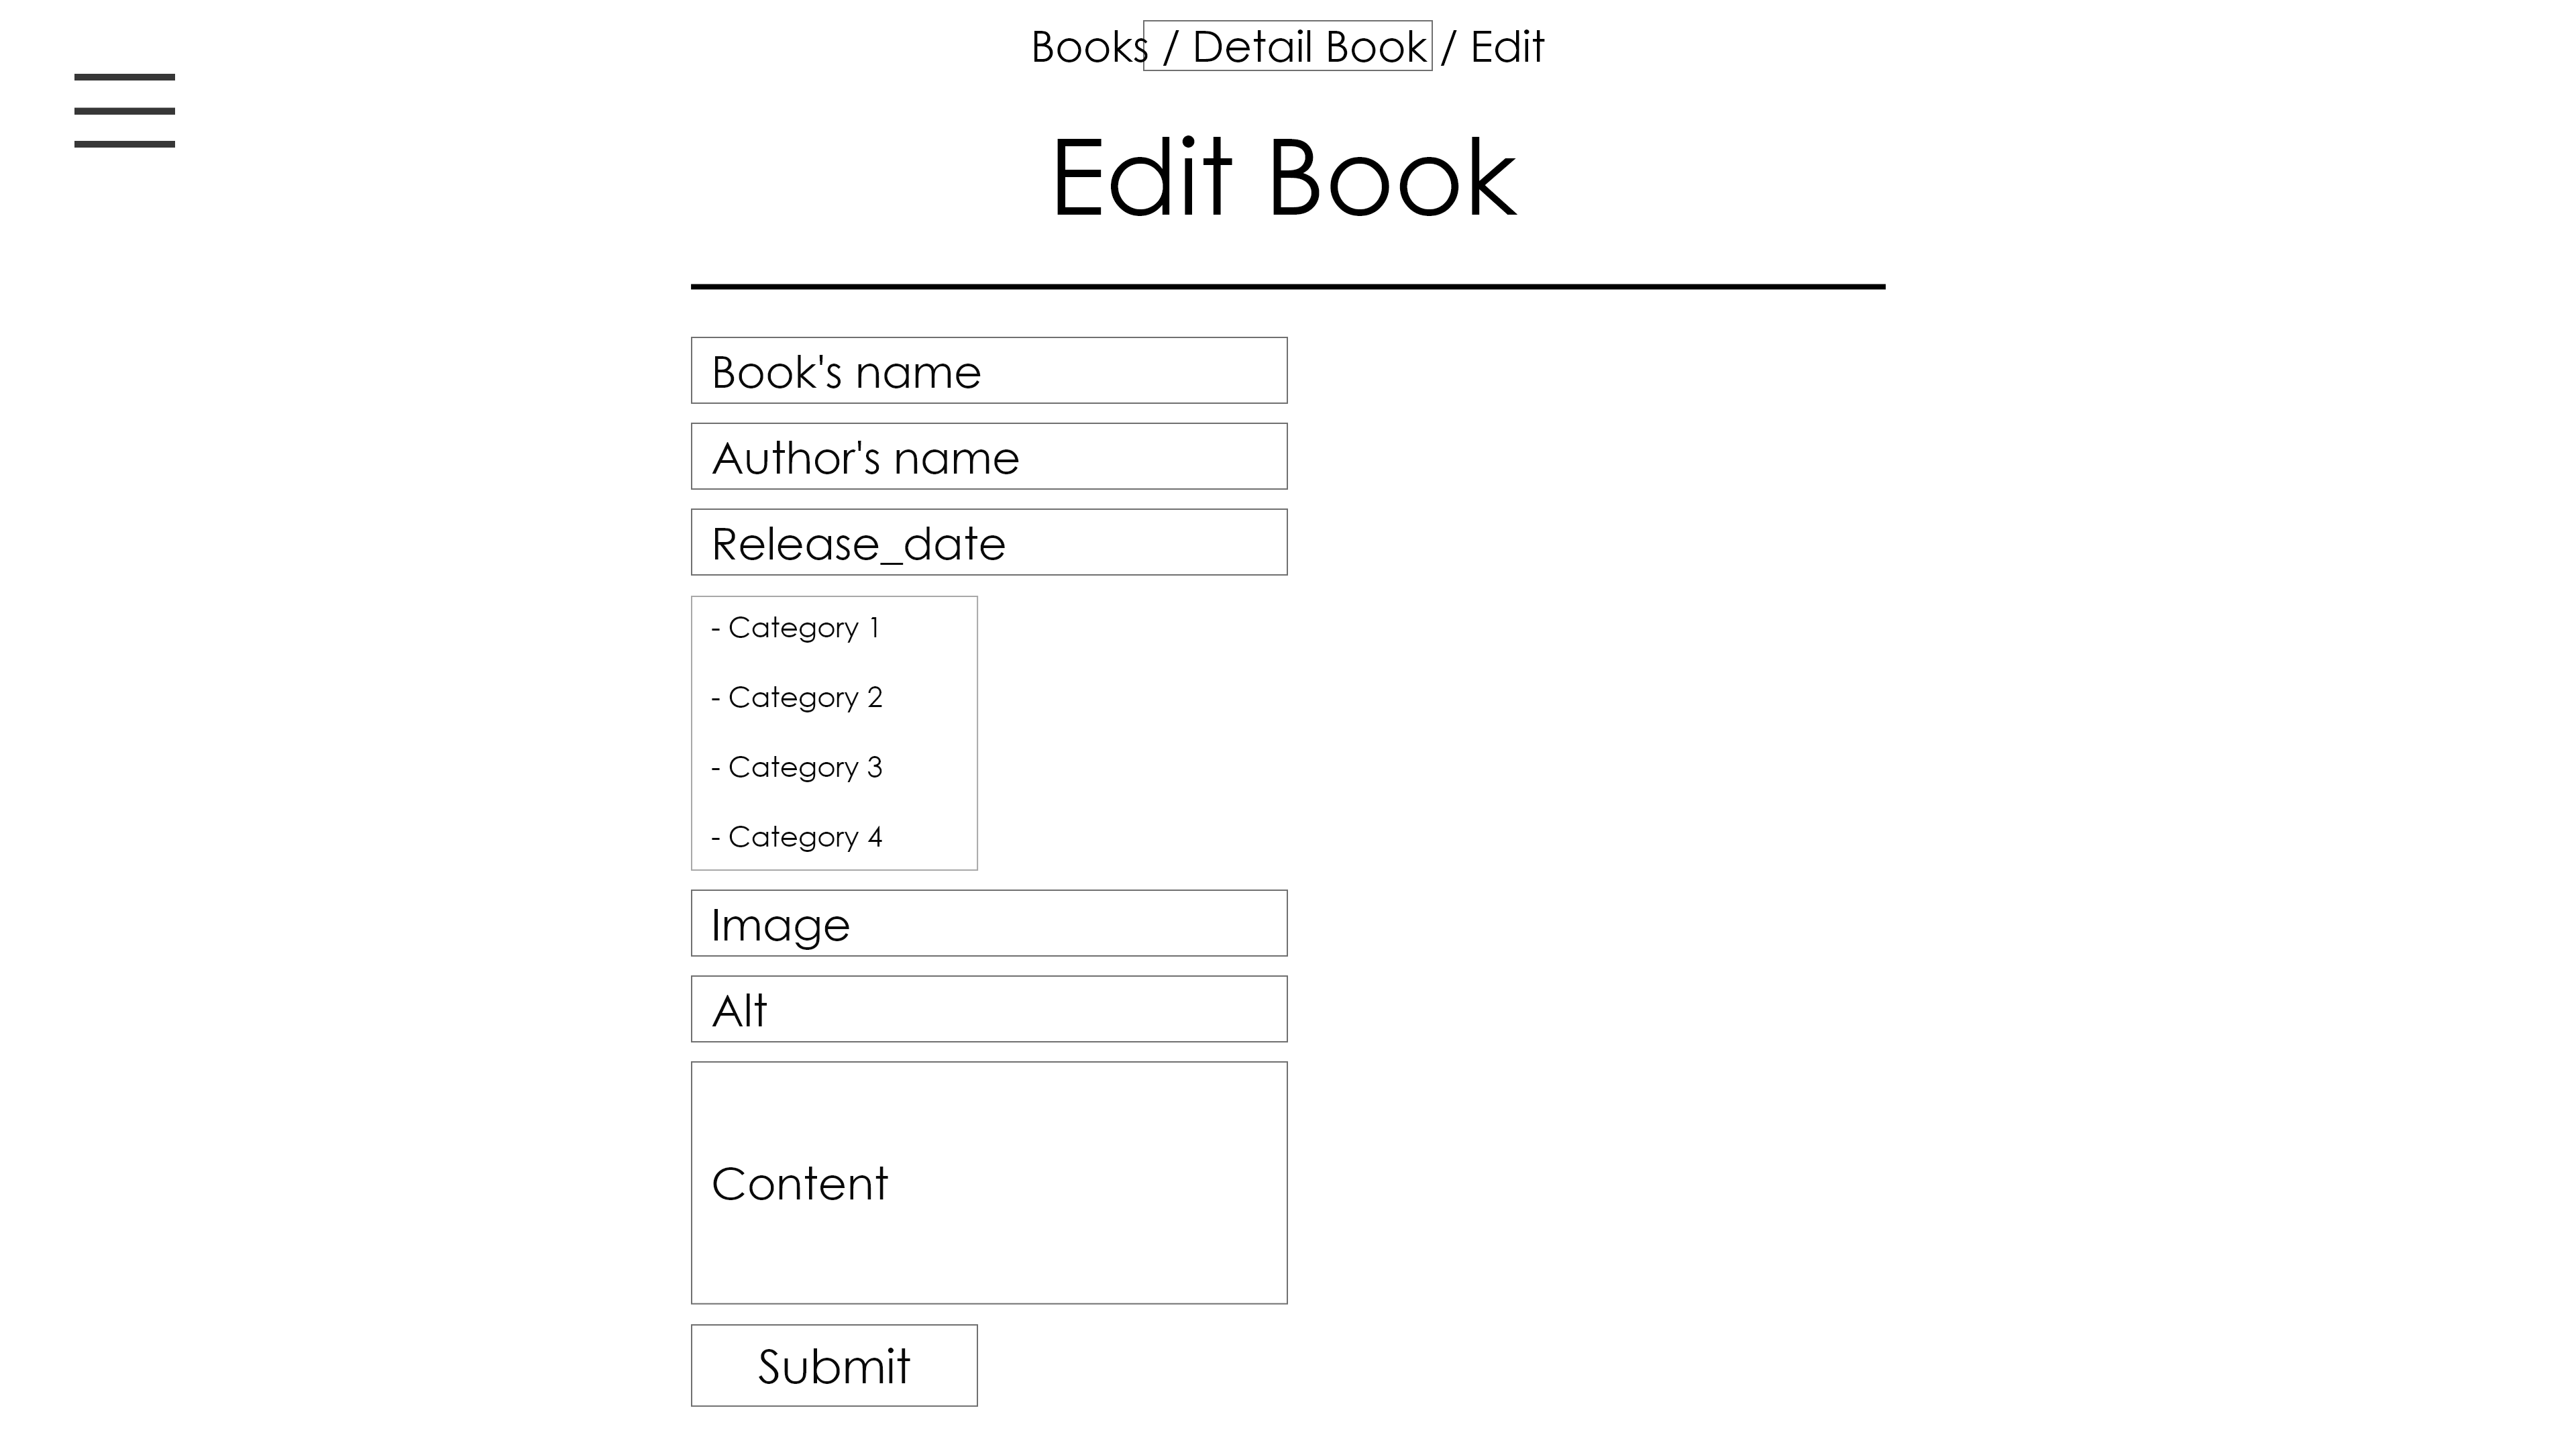 Books / Detail Book / Edit
Edit Book
Book's name
Author's name
Release_date
- Category 1
- Category 2
- Category 3
- Category 4
Image
Alt
Content
Submit